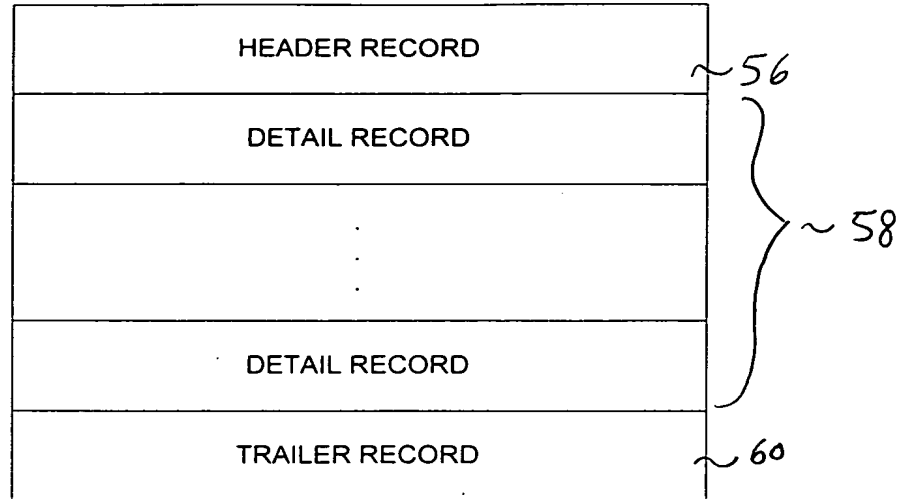 HEADER RECORD
~ 56
DETAIL RECORD
.
.
.
~ 58
DETAIL RECORD
TRAILER RECORD
~ 60